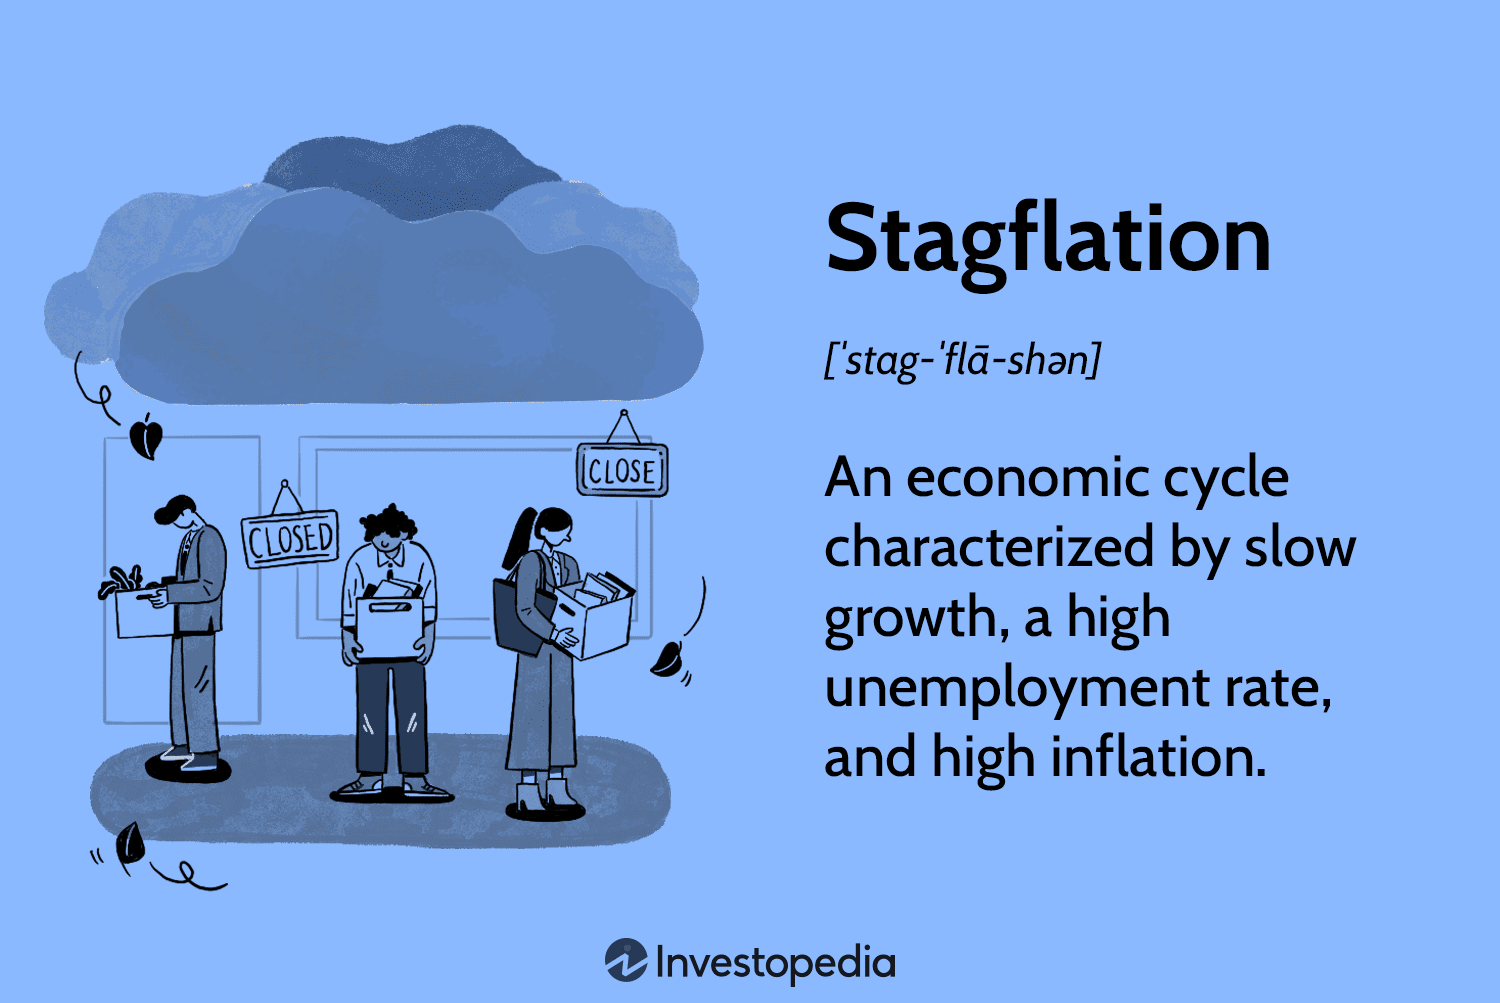 CLOSE
CLOSED
Stagflation
[ˈstag-ˈflā-shən]
An economic cycle
characterized by slow
growth, a high
unemployment rate,
and high inflation.
Investopedia